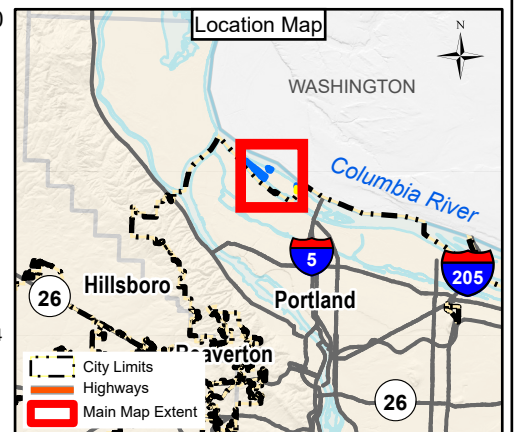 Location Map
N
WASHINGTON
Columbia River
5
205
Hillsboro
26
Portland
Beaverton
City Limits
Highways
Main Map Extent
26